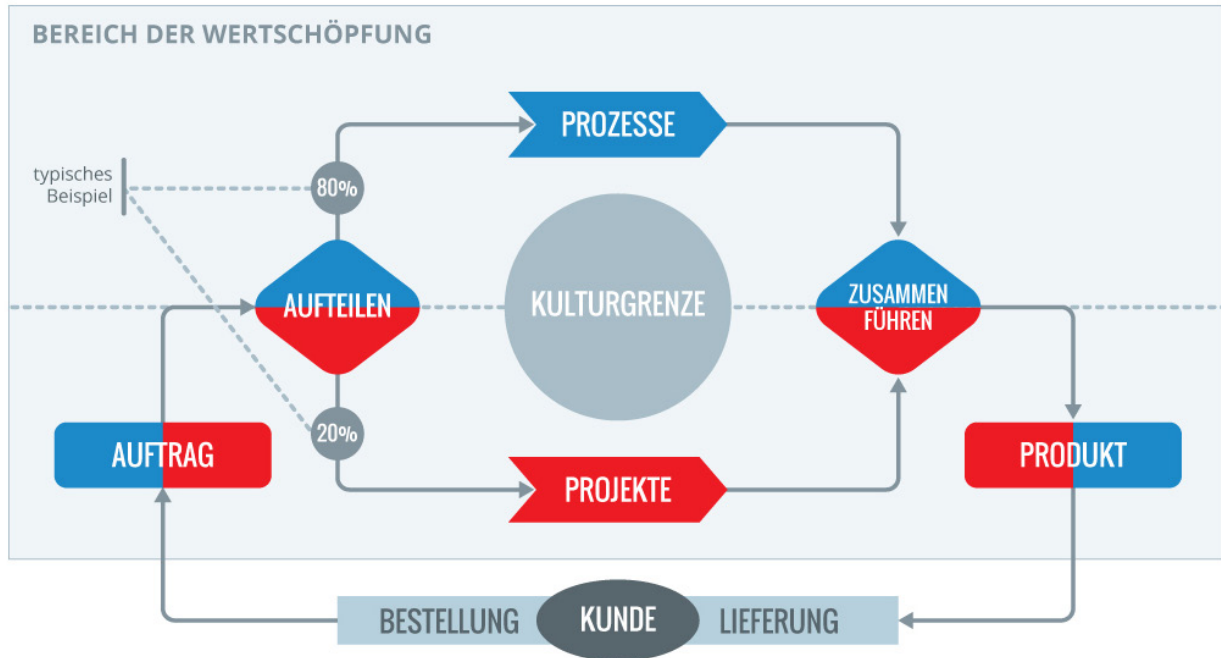 BEREICH DER WERTSCHÖPFUNG
PROZESSE
typisches
Beispiel
80%
AUFTEILEN
KULTURGRENZE
ZUSAMMEN
FÜHREN
20%
AUFTRAG
PROJEKTE
PRODUKT
BESTELLUNG
KUNDE
LIEFERUNG